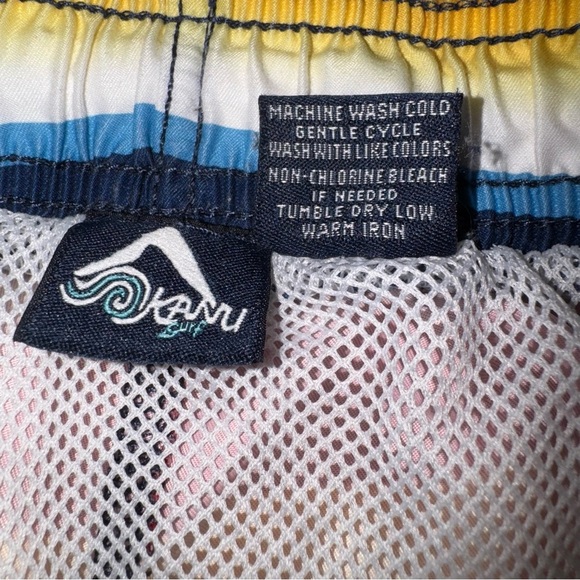 MACHINE WASH COLD
GENTLE CYCLE
WASH WITH LIKE COLORS
NON-CHLORINE BLEACH
IF NEEDED
TUMBLE DRY LOW
WARM IRON
KANU
Surf